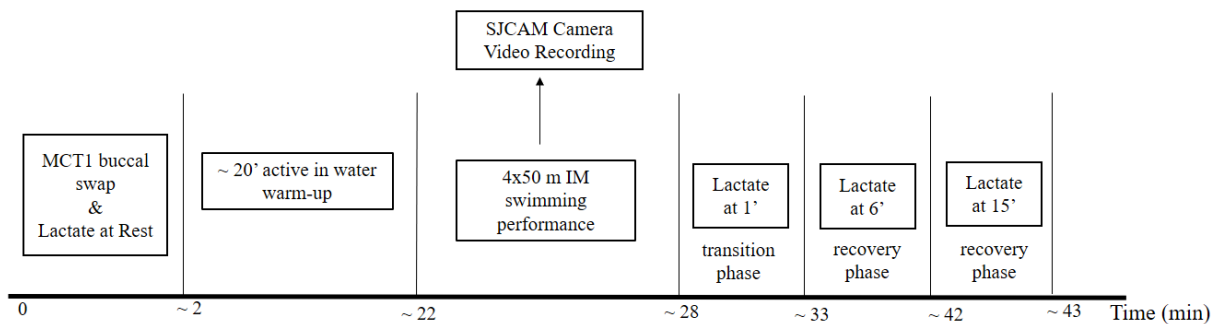 SJCAM Camera
Video Recording
MCT1 buccal
swap
&
Lactate at Rest
~ 20’ active in water
warm-up
4x50 m IM
swimming
performance
Lactate
at 1’
transition
phase
Lactate
at 6’
recovery
phase
Lactate
at 15’
recovery
phase
0
~ 2
~ 22
~ 28
~ 33
~ 42
~ 43
Time (min)